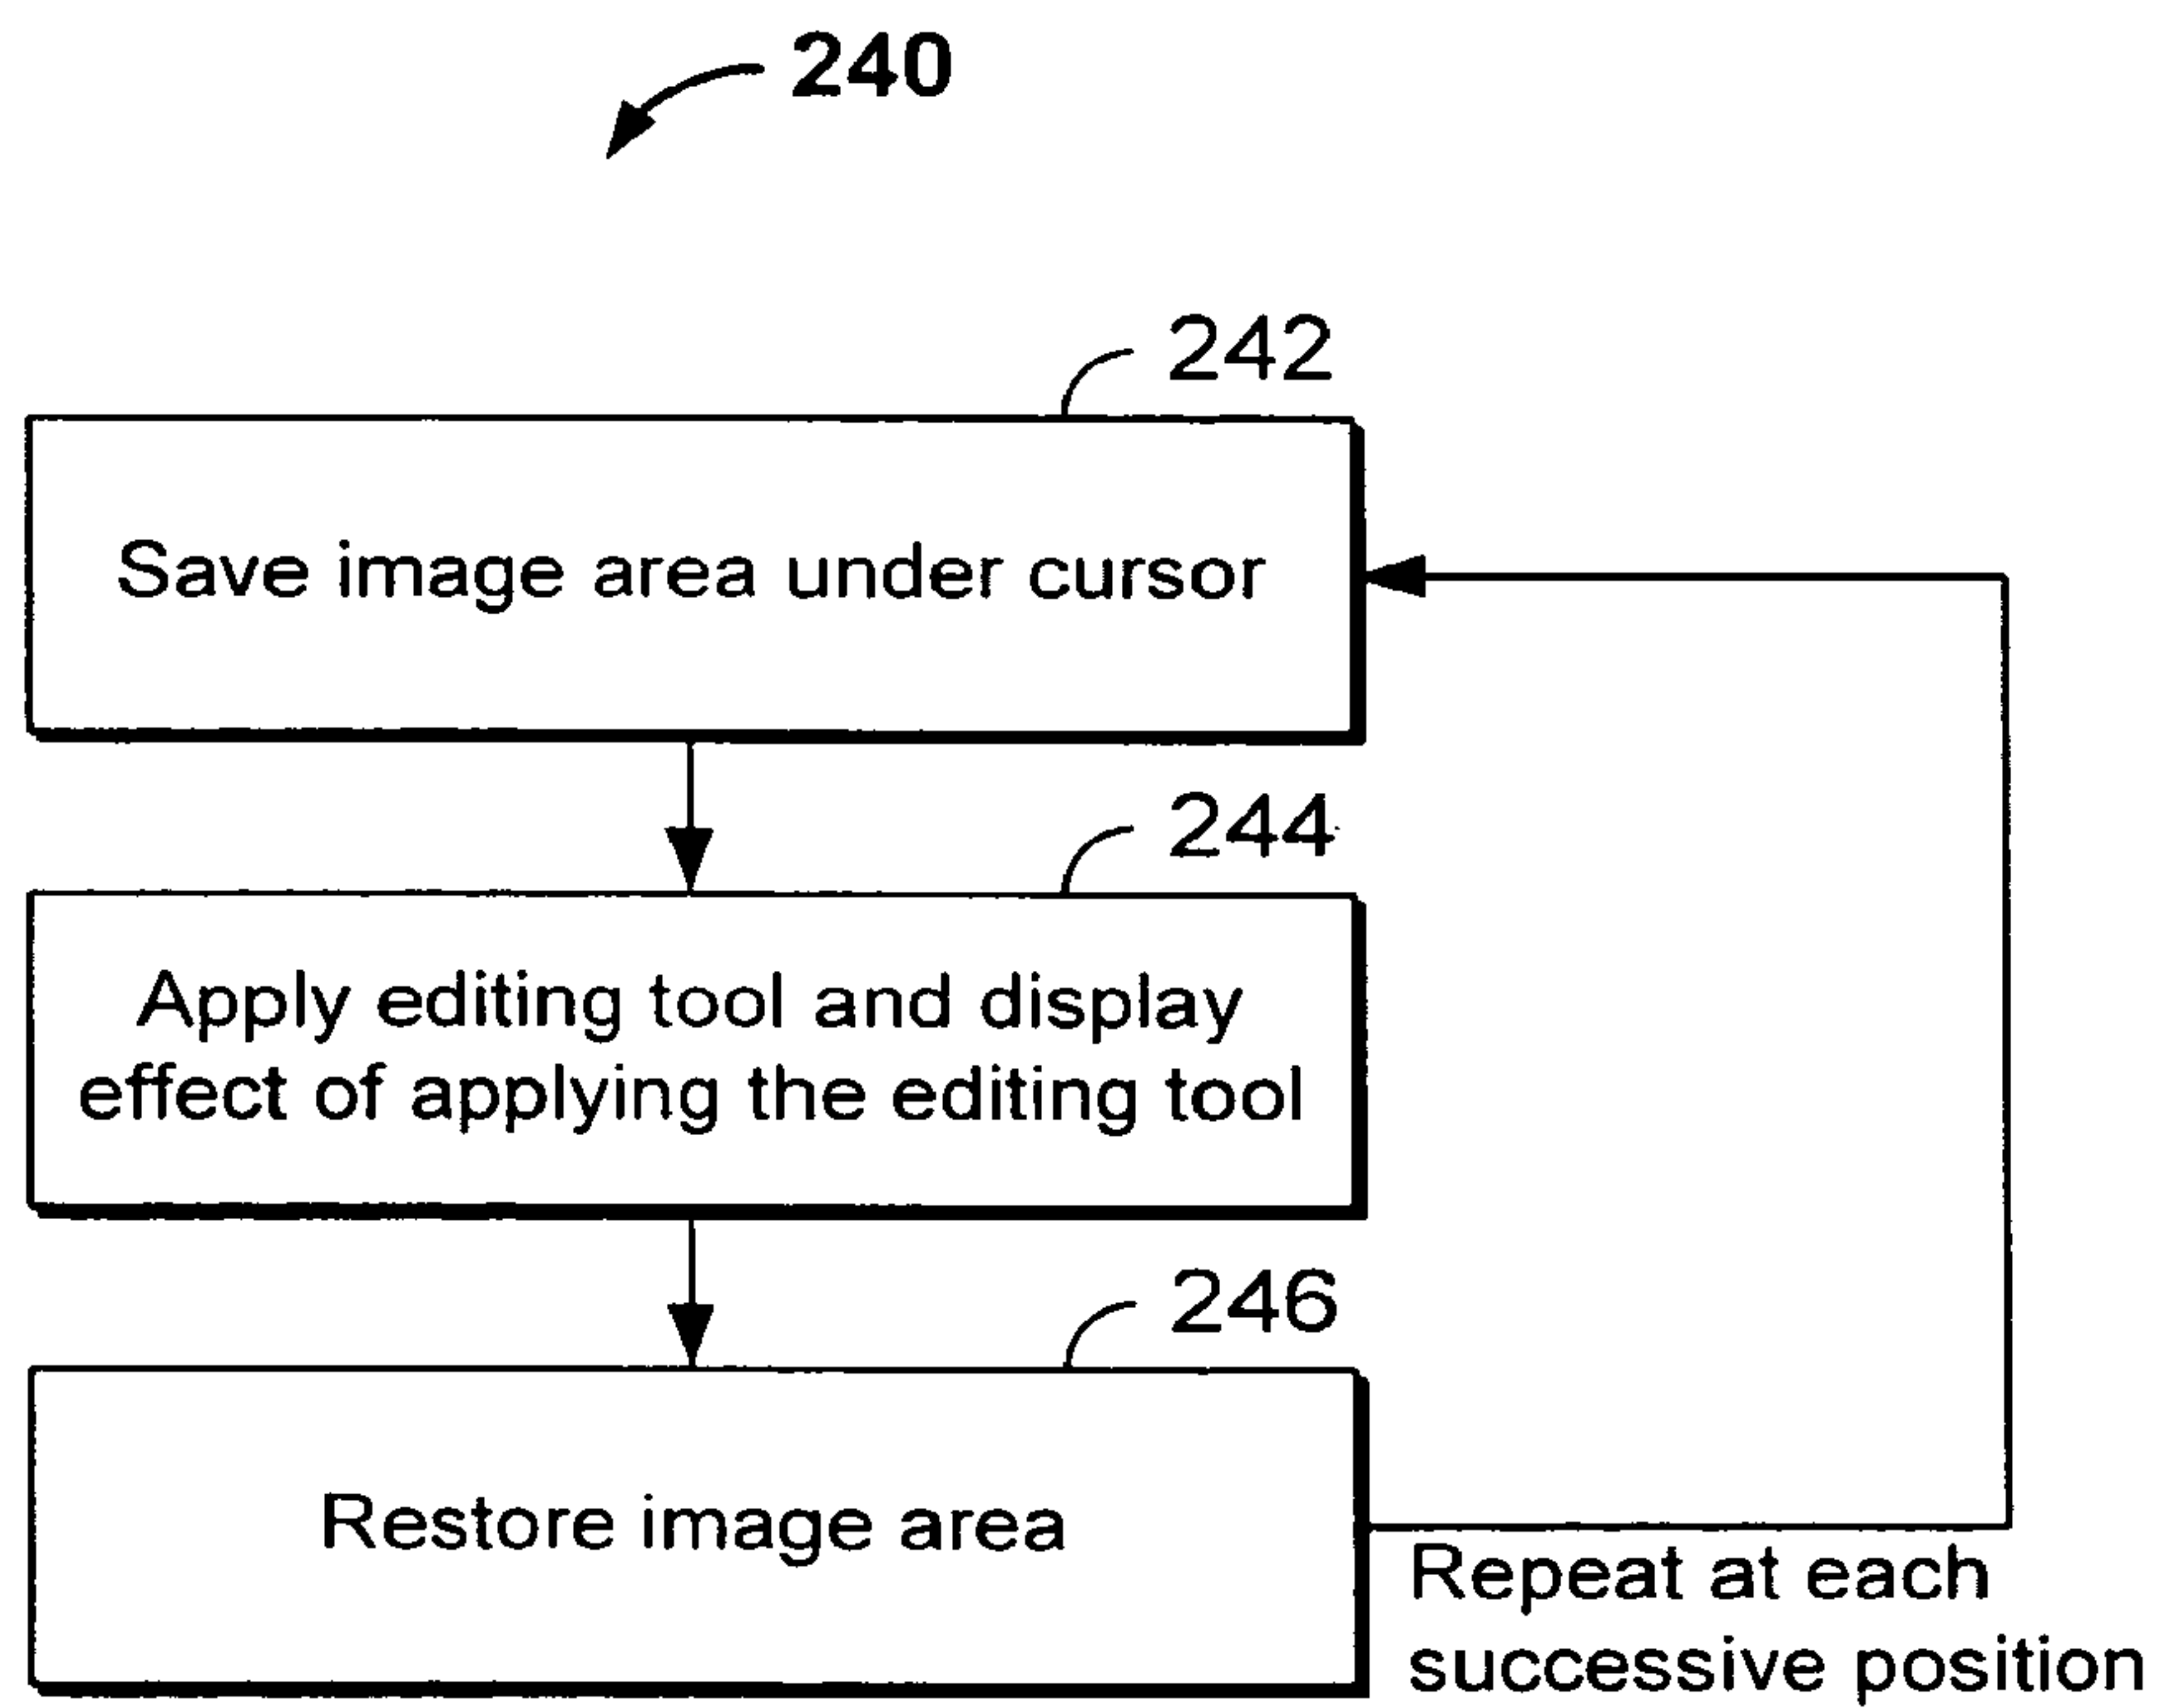 240
242
Save image area under cursor
244
Apply editing tool and display
effect of applying the editing tool
246
Restore image area
Repeat at each
successive position